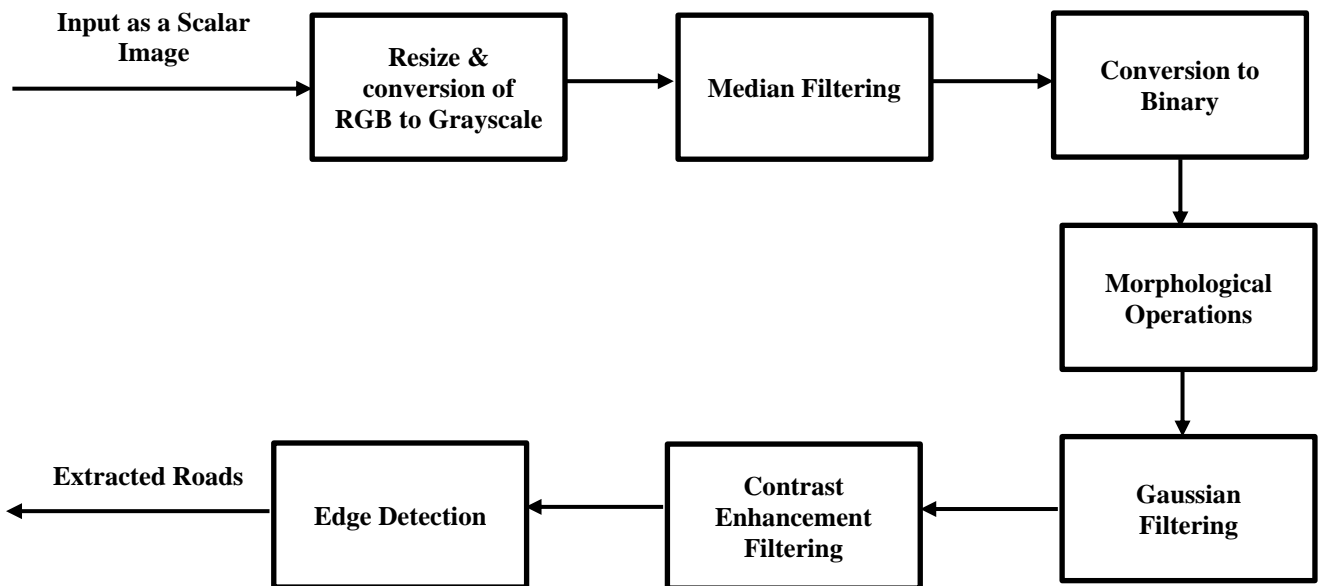 Input as a Scalar
Image
Resize &
conversion of
RGB to Grayscale
Median Filtering
Conversion to
Binary
Morphological
Operations
Gaussian
Filtering
Contrast
Enhancement
Filtering
Edge Detection
Extracted Roads